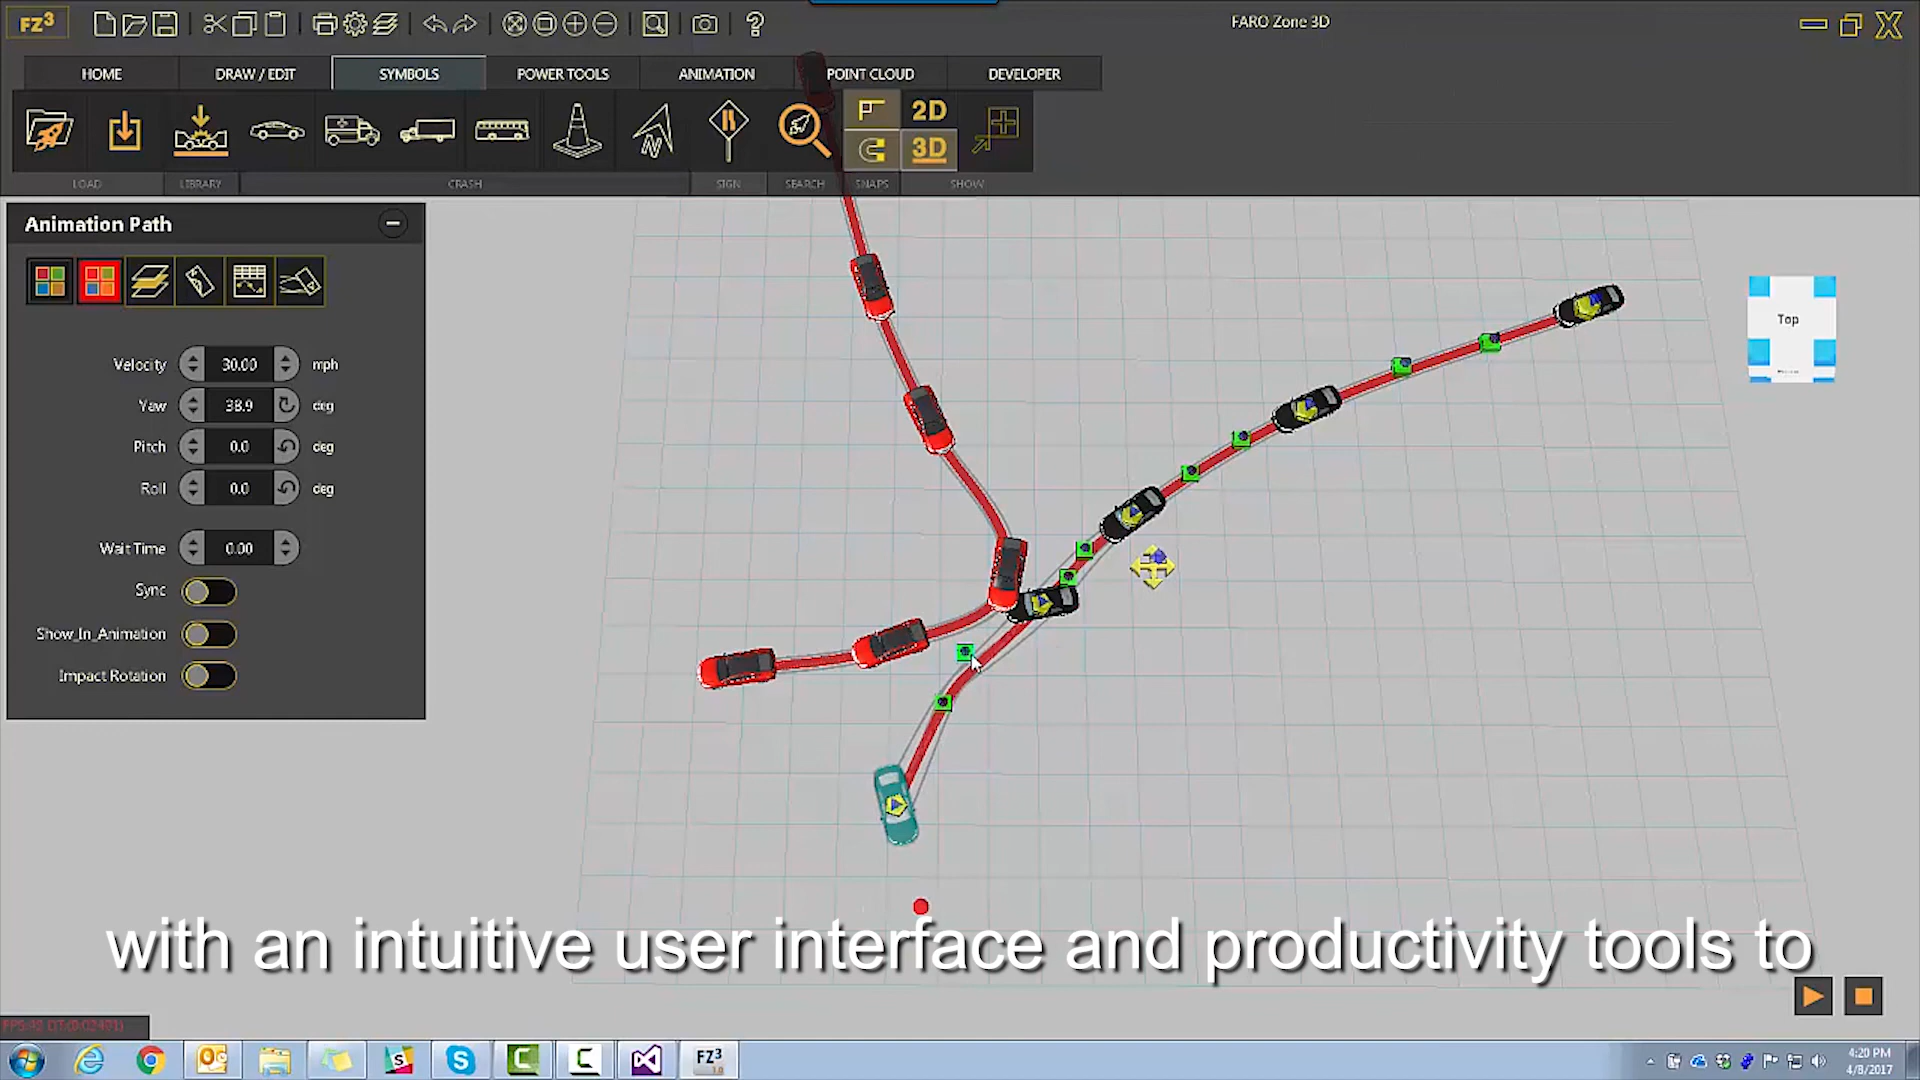 FZ³
FARO Zone 3D
HOME
DRAW / EDIT
SYMBOLS
POWER TOOLS
ANIMATION
POINT CLOUD
DEVELOPER
2D
3D
LOAD
LIBRARY
CRASH
SIGN
SEARCH
SNAPS
SHOW
Animation Path
Velocity 30.00 mph
Yaw 38.9 deg
Pitch 0.0 deg
Roll 0.0 deg
Wait Time 0.00
Sync
Show_In_Animation
Impact Rotation
Top
with an intuitive user interface and productivity tools to
FZ³
1.0
4:20 PM
4/8/2017